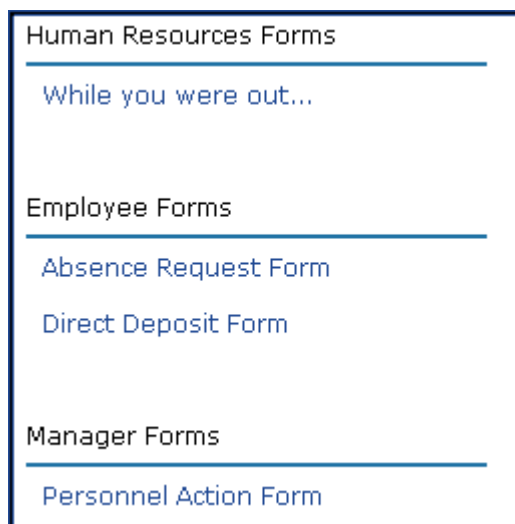 Human Resources Forms
While you were out...
Employee Forms
Absence Request Form
Direct Deposit Form
Manager Forms
Personnel Action Form